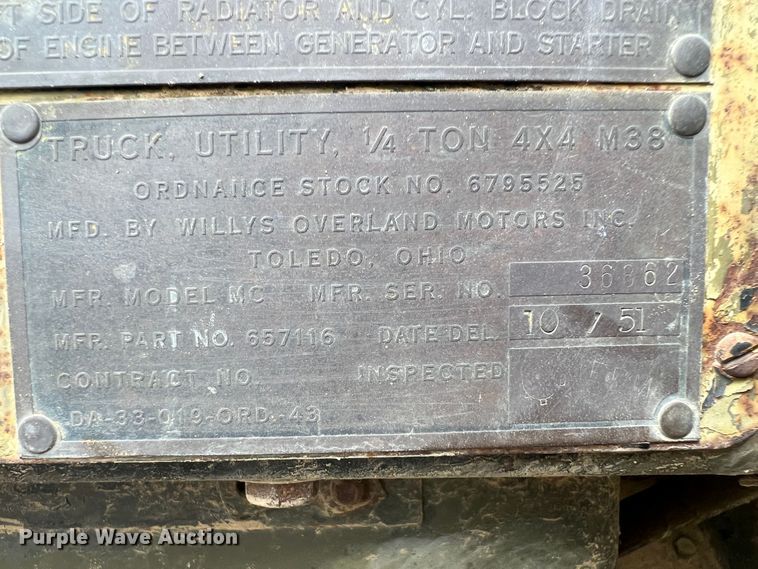 T SIDE OF RADIATOR AND CYL. BLOCK DRAIN
OF ENGINE BETWEEN GENERATOR AND STARTER
TRUCK, UTILITY, 1/4 TON 4X4 M38
ORDNANCE STOCK NO. 6795525
MFD. BY WILLYS OVERLAND MOTORS INC.
TOLEDO, OHIO
MFR. MODEL MC MFR. SER. NO. 36862
MFR. PART NO. 657116 DATE DEL. 10 / 51
CONTRACT NO. INSPECTED
DA-33-019-ORD.-43
Purple Wave Auction